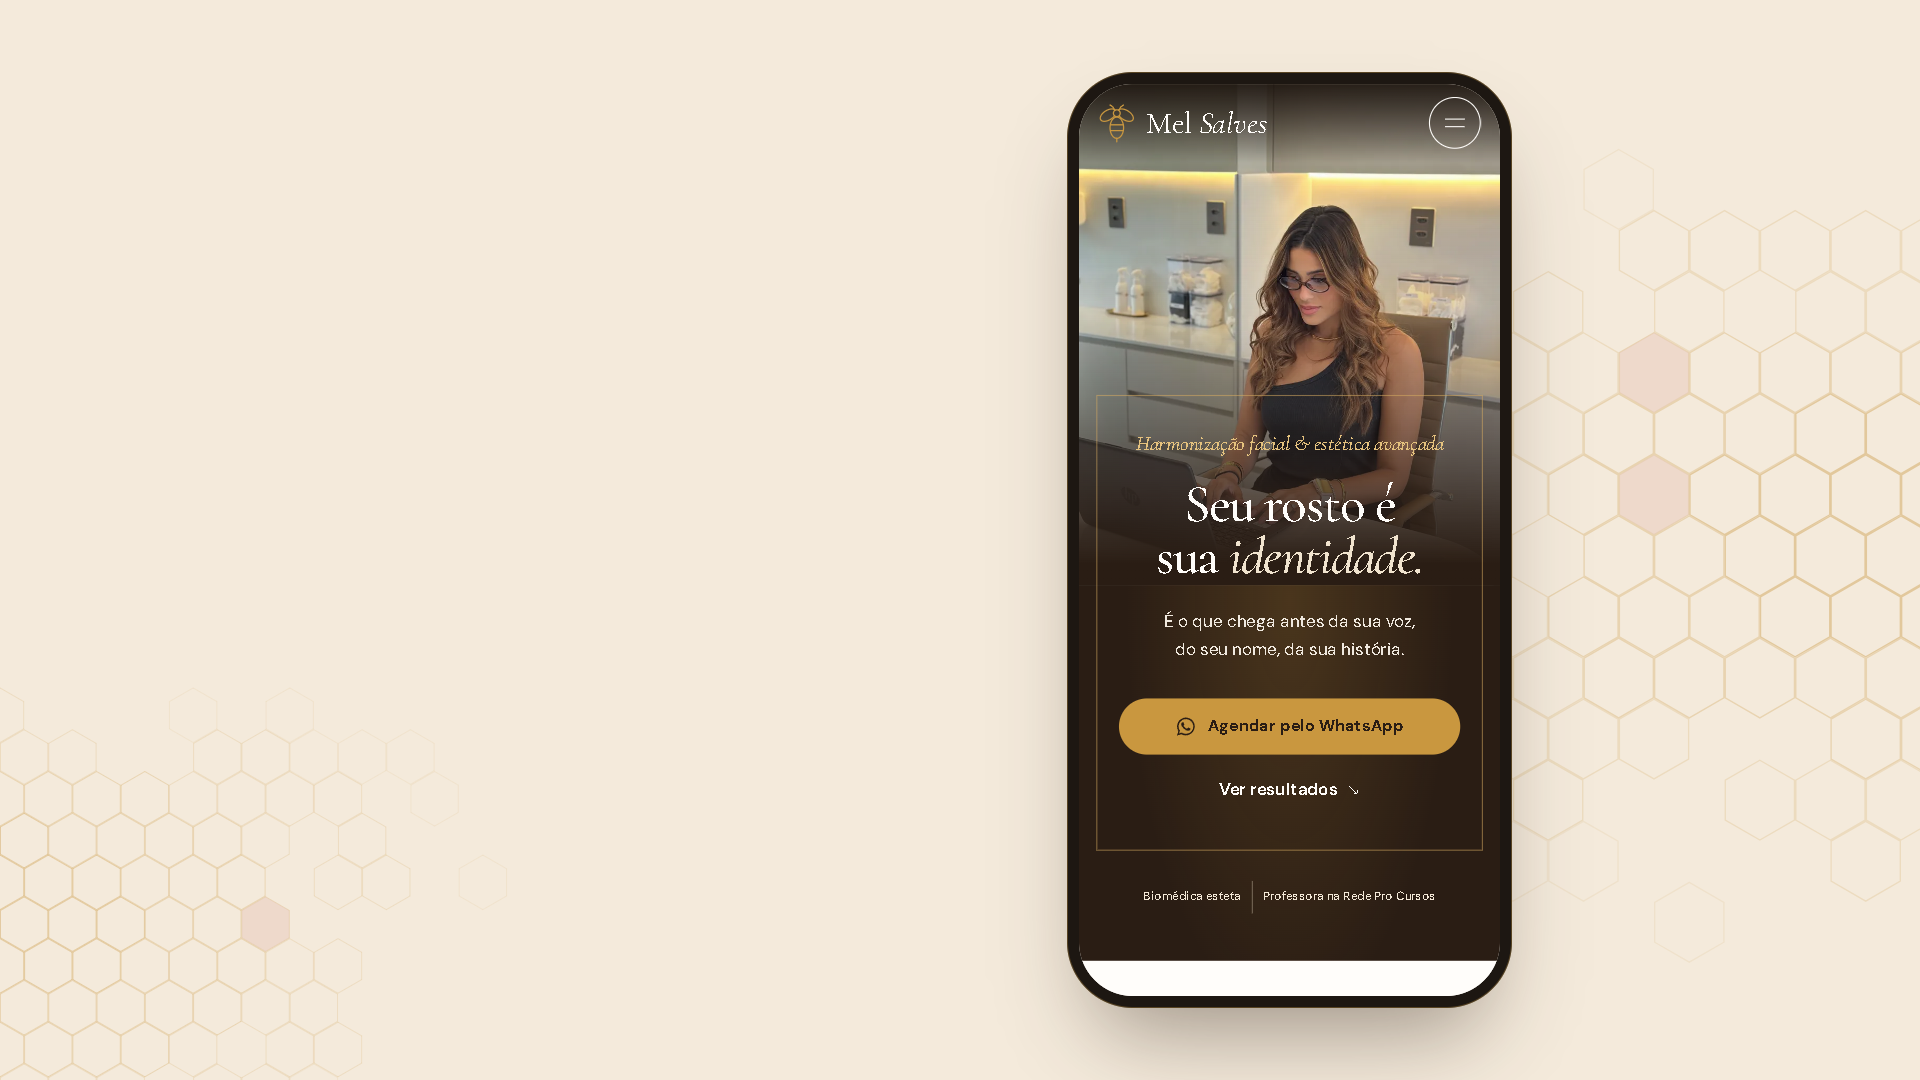 Mel Salves
Harmonização facial & estética avançada
Seu rosto é
sua identidade.
É o que chega antes da sua voz,
do seu nome, da sua história.
Agendar pelo WhatsApp
Ver resultados ↘
Biomédica esteta
Professora na Rede Pro Cursos